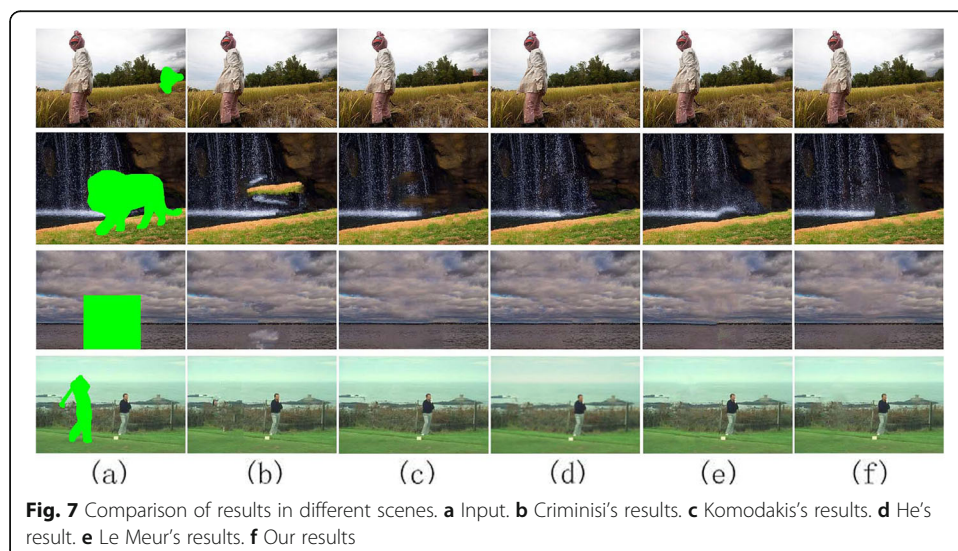 (a) (b) (c) (d) (e) (f)
Fig. 7 Comparison of results in different scenes. a Input. b Criminisi's results. c Komodakis's results. d He's
result. e Le Meur's results. f Our results